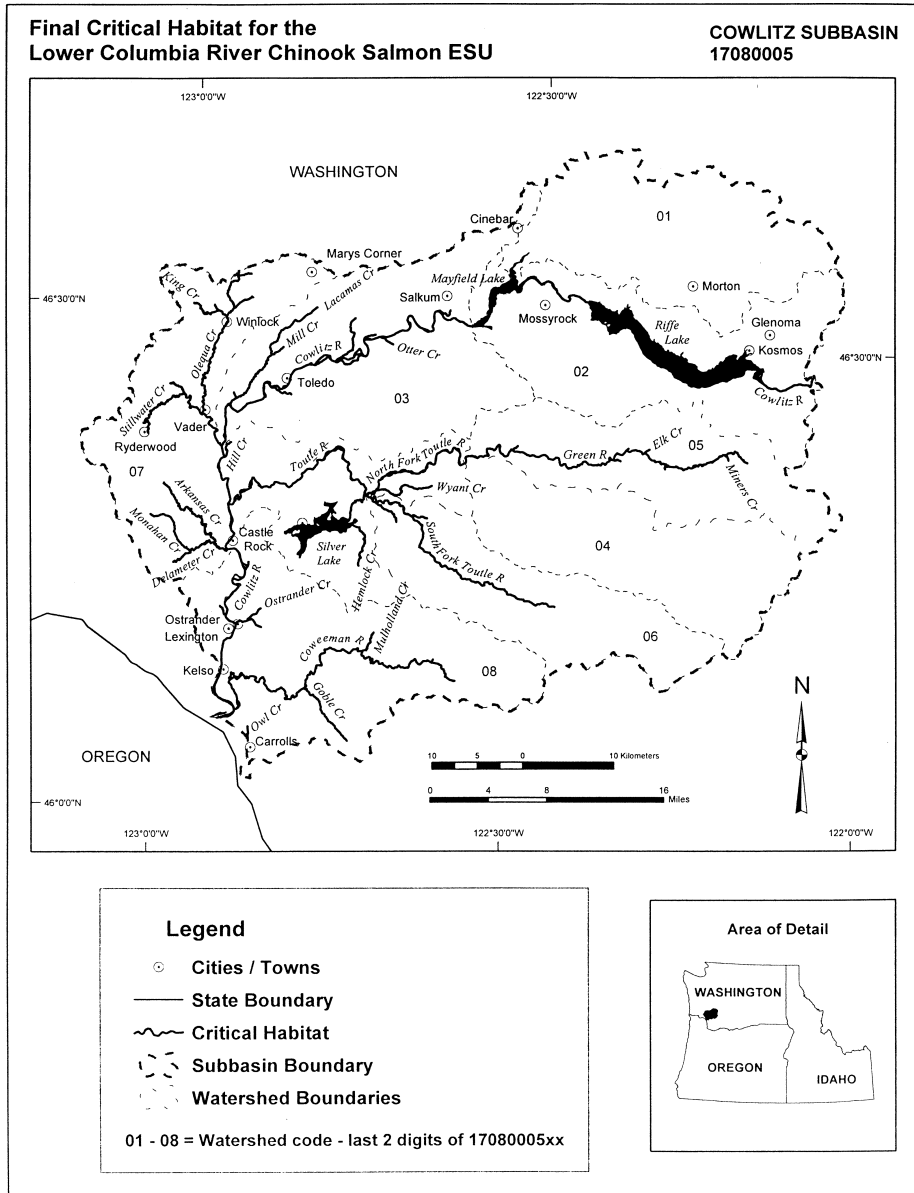 Final Critical Habitat for the
Lower Columbia River Chinook Salmon ESU
COWLITZ SUBBASIN
17080005
123°0'0"W
122°30'0"W
WASHINGTON
01
Cinebar
Marys Corner
King Cr
Lacamas Cr
Mayfield Lake
Morton
46°30'0"N
Salkum
Winlock
Mossyrock
Glenoma
Mill Cr
Riffe
Lake
Kosmos
46°30'0"N
Olequa Cr
Cowlitz R
Otter Cr
02
Toledo
Cowlitz R
Stillwater Cr
03
Vader
Ryderwood
Hill Cr
05
Elk Cr
07
Toutle R
North Fork Toutle R
Green R
Miners Cr
Arkansas Cr
Wyant Cr
Monahan Cr
Castle
Rock
Silver
Lake
South Fork Toutle R
04
Delameter Cr
Hemlock Cr
Cowlitz R
Ostrander Cr
Mulholland Cr
Ostrander
Lexington
06
Coweeman R
Kelso
08
Goble Cr
Owl Cr
Carrolls
N
OREGON
10 5 0 10 Kilometers
0 4 8 16
Miles
46°0'0"N
123°0'0"W
122°30'0"W
122°0'0"W
Legend
Cities / Towns
State Boundary
Critical Habitat
Subbasin Boundary
Watershed Boundaries
01 - 08 = Watershed code - last 2 digits of 17080005xx
Area of Detail
WASHINGTON
OREGON
IDAHO